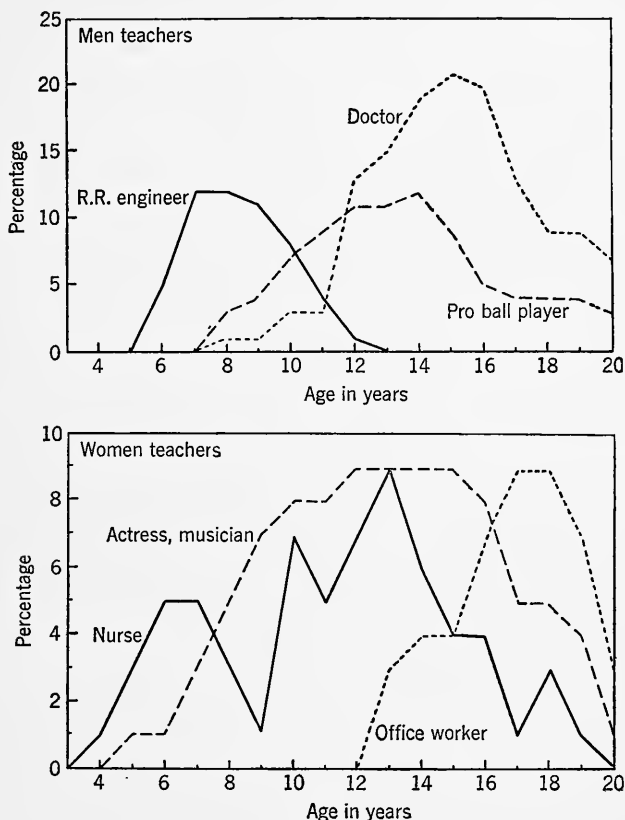 Men teachers
25
20
15
10
5
0
Percentage
Doctor
R.R. engineer
Pro ball player
4 6 8 10 12 14 16 18 20
Age in years
Women teachers
10
8
6
4
2
0
Percentage
Actress, musician
Nurse
Office worker
4 6 8 10 12 14 16 18 20
Age in years